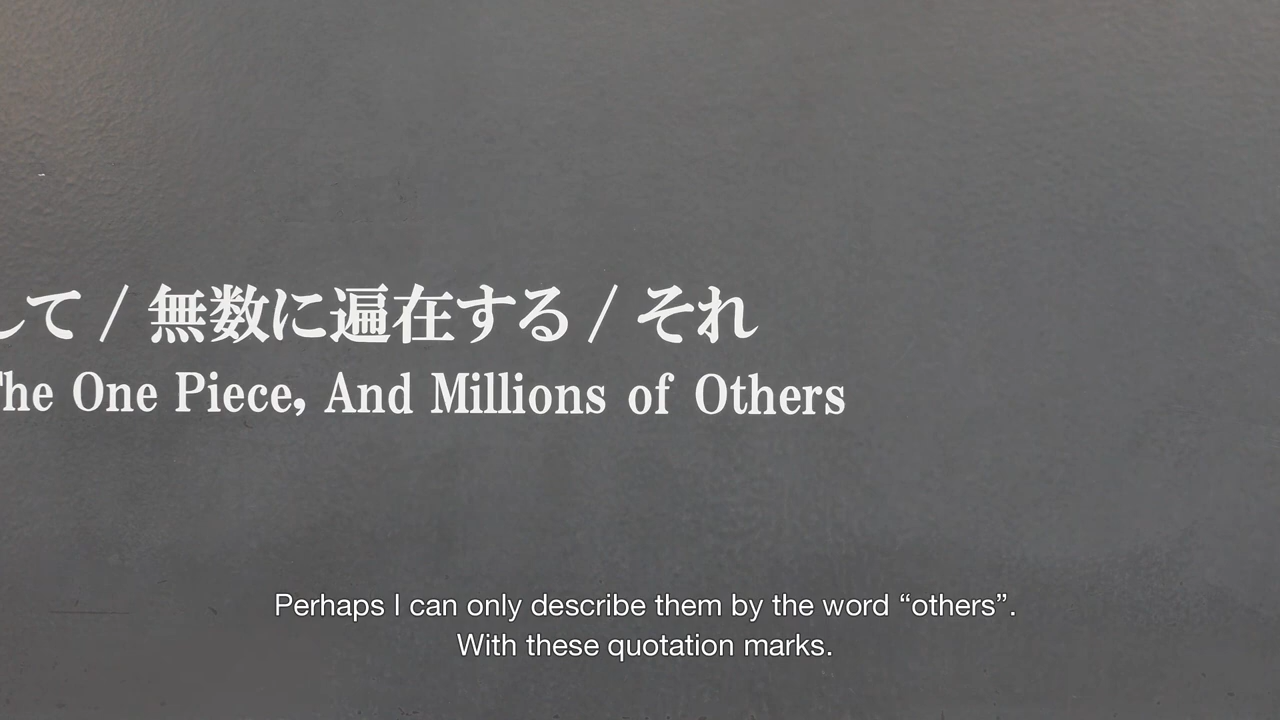 して / 無数に遍在する / それ
The One Piece, And Millions of Others
Perhaps I can only describe them by the word “others”.
With these quotation marks.